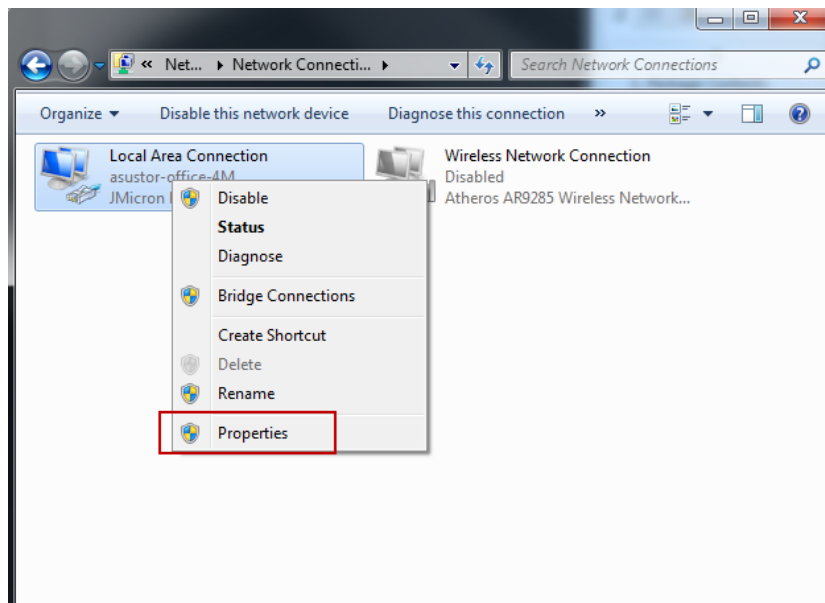 « Net... Network Connecti...
Search Network Connections
Organize Disable this network device Diagnose this connection »
Local Area Connection
asustor-office-4M
JMicron
Wireless Network Connection
Disabled
Atheros AR9285 Wireless Network...
Disable
Status
Diagnose
Bridge Connections
Create Shortcut
Delete
Rename
Properties